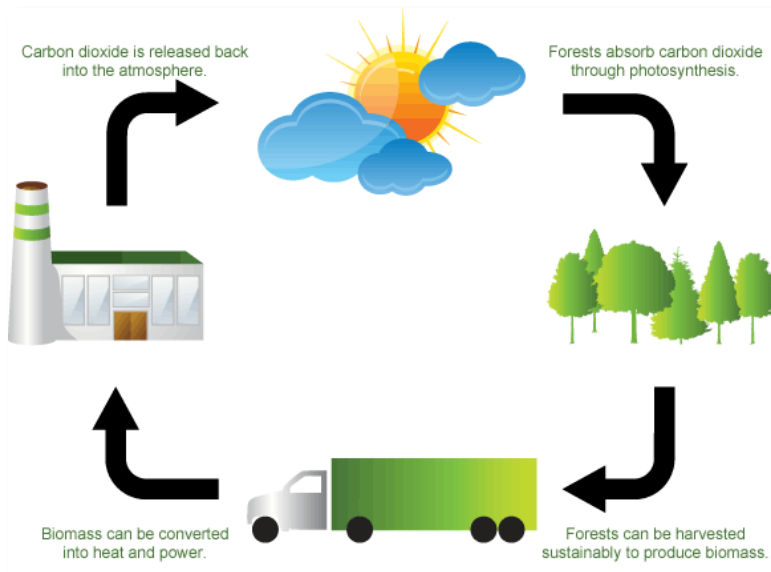 Carbon dioxide is released back
into the atmosphere.
Forests absorb carbon dioxide
through photosynthesis.
Biomass can be converted
into heat and power.
Forests can be harvested
sustainably to produce biomass.